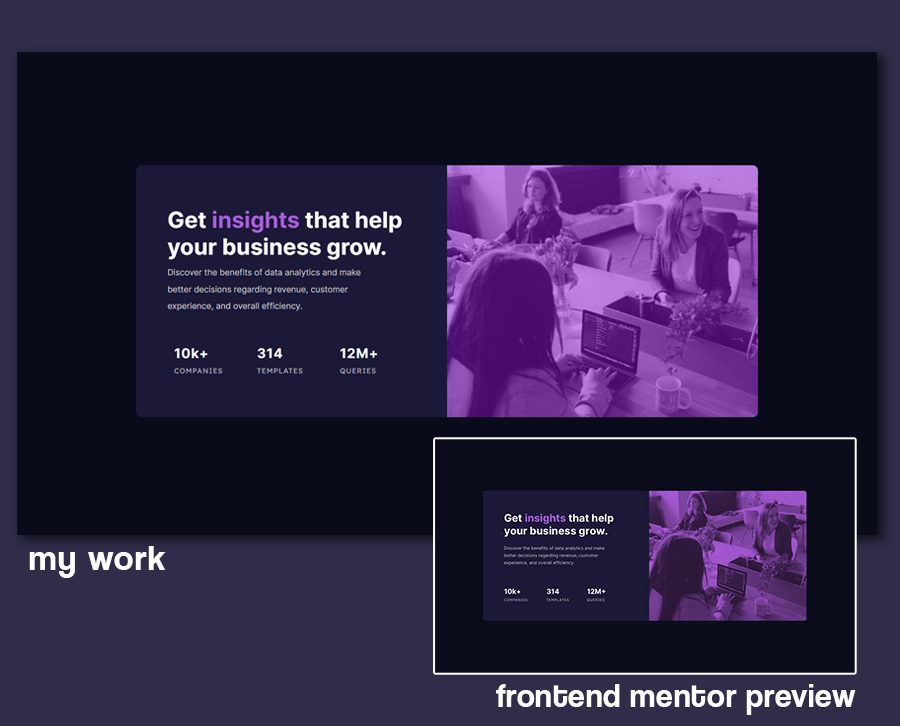 Get insights that help
your business grow.
Discover the benefits of data analytics and make
better decisions regarding revenue, customer
experience, and overall efficiency.
10k+ 314 12M+
COMPANIES TEMPLATES QUERIES
my work
Get insights that help
your business grow.
Discover the benefits of data analytics and make
better decisions regarding revenue, customer
experience, and overall efficiency.
10k+ 314 12M+
COMPANIES TEMPLATES QUERIES
frontend mentor preview